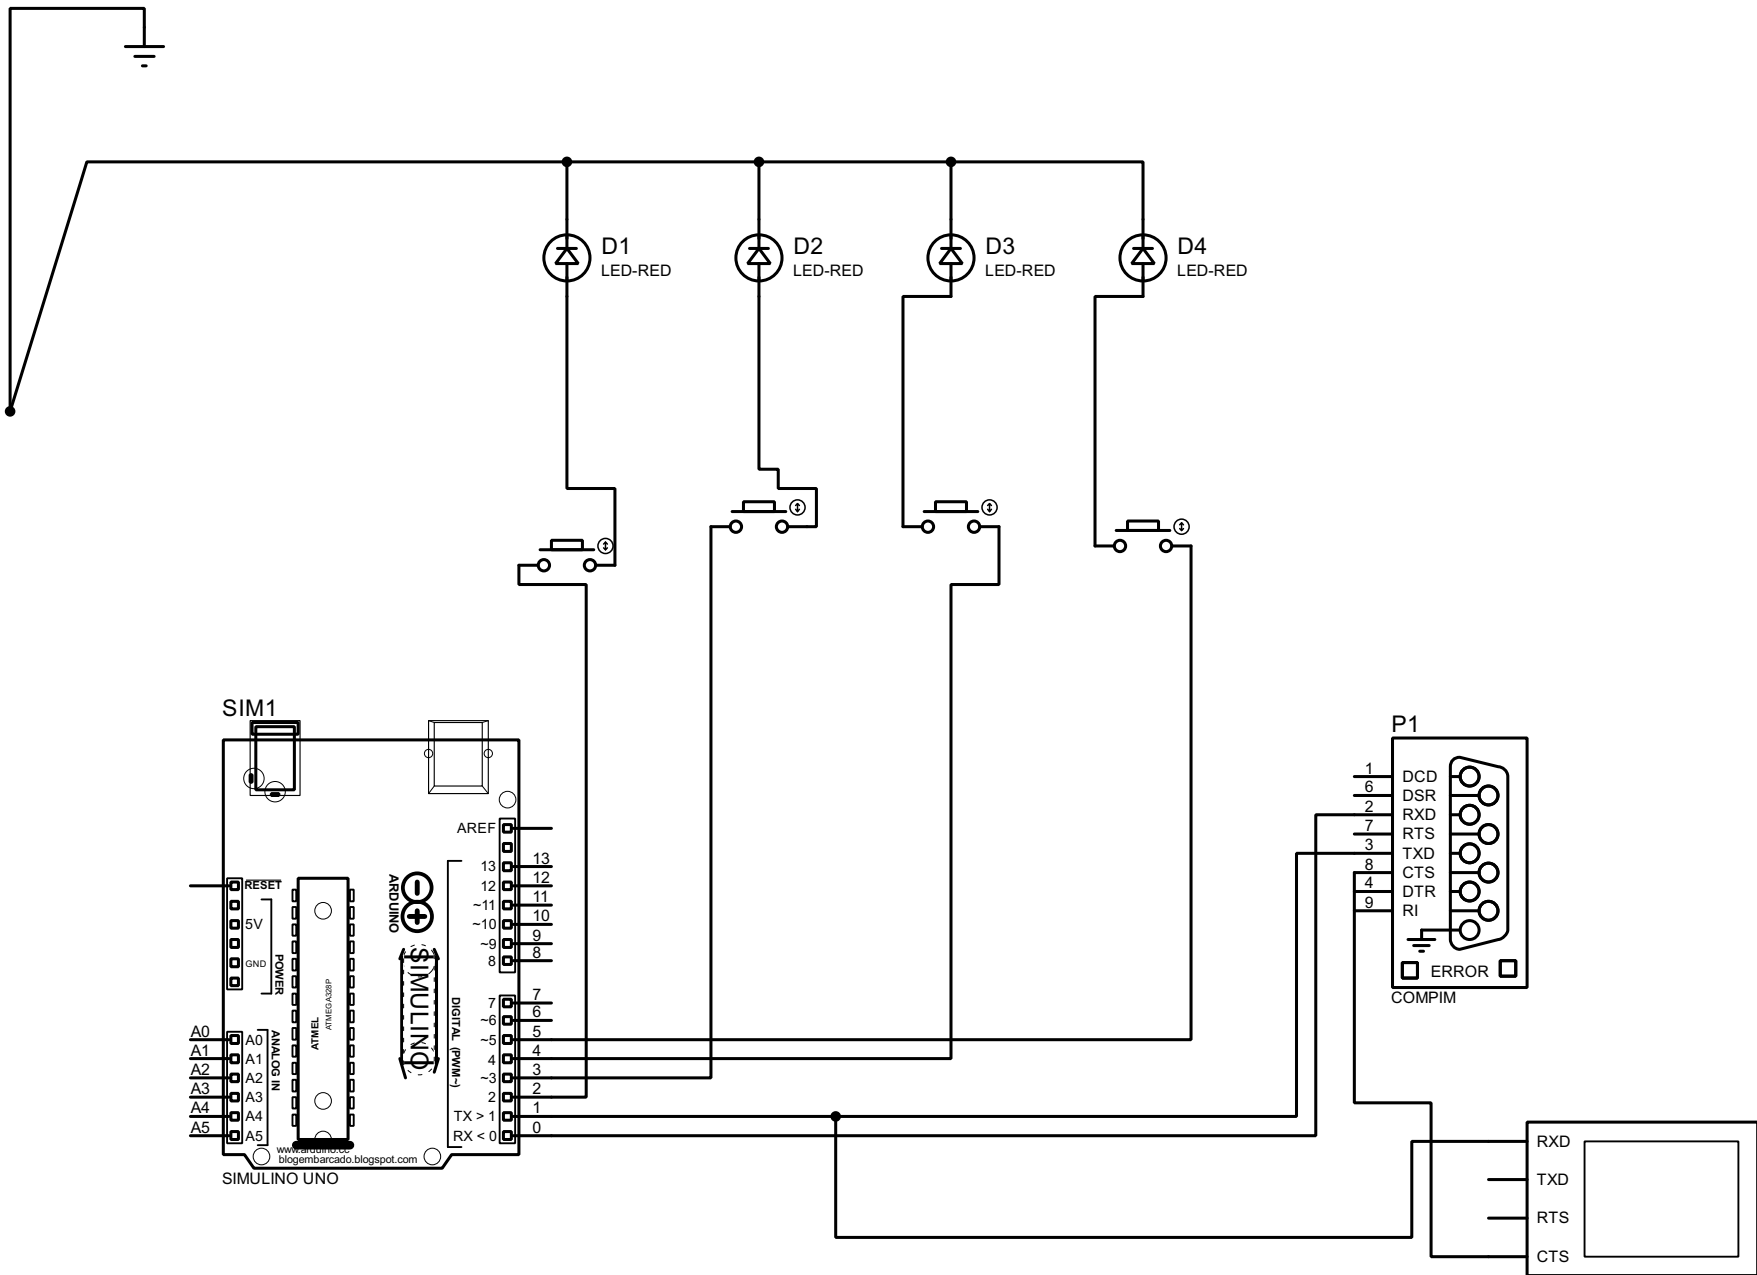 D1
LED-RED
D2
LED-RED
D3
LED-RED
D4
LED-RED
SIM1
P1
1 DCD
6 DSR
2 RXD
7 RTS
3 TXD
8 CTS
4 DTR
9 RI
ERROR
COMPIM
AREF
13 13
12 12
~11 11
~10 10
~9 9
8 8
7 7
~6 6
~5 5
4 4
~3 3
2 2
TX > 1 1
RX < 0 0
RESET
5V
GND
POWER
A0 A0
A1 A1
A2 A2
A3 A3
A4 A4
A5 A5
ANALOG IN
ATMEL
ATMEGA328P
ARDUINO
SIMULINO
DIGITAL (PWM~)
www.arduino.cc
blogembarcado.blogspot.com
SIMULINO UNO
RXD
TXD
RTS
CTS